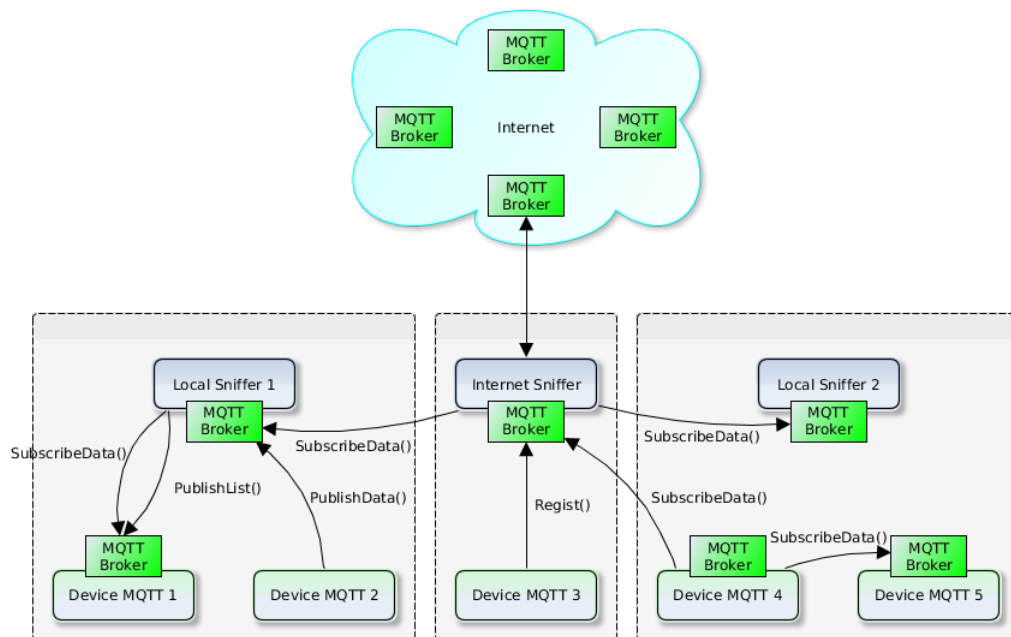 MQTT
Broker
MQTT
Broker
Internet
MQTT
Broker
MQTT
Broker
Local Sniffer 1
MQTT
Broker
Internet Sniffer
MQTT
Broker
Local Sniffer 2
MQTT
Broker
SubscribeData()
SubscribeData()
SubscribeData()
PublishList()
PublishData()
Regist()
SubscribeData()
SubscribeData()
MQTT
Broker
Device MQTT 1
Device MQTT 2
Device MQTT 3
MQTT
Broker
Device MQTT 4
MQTT
Broker
Device MQTT 5